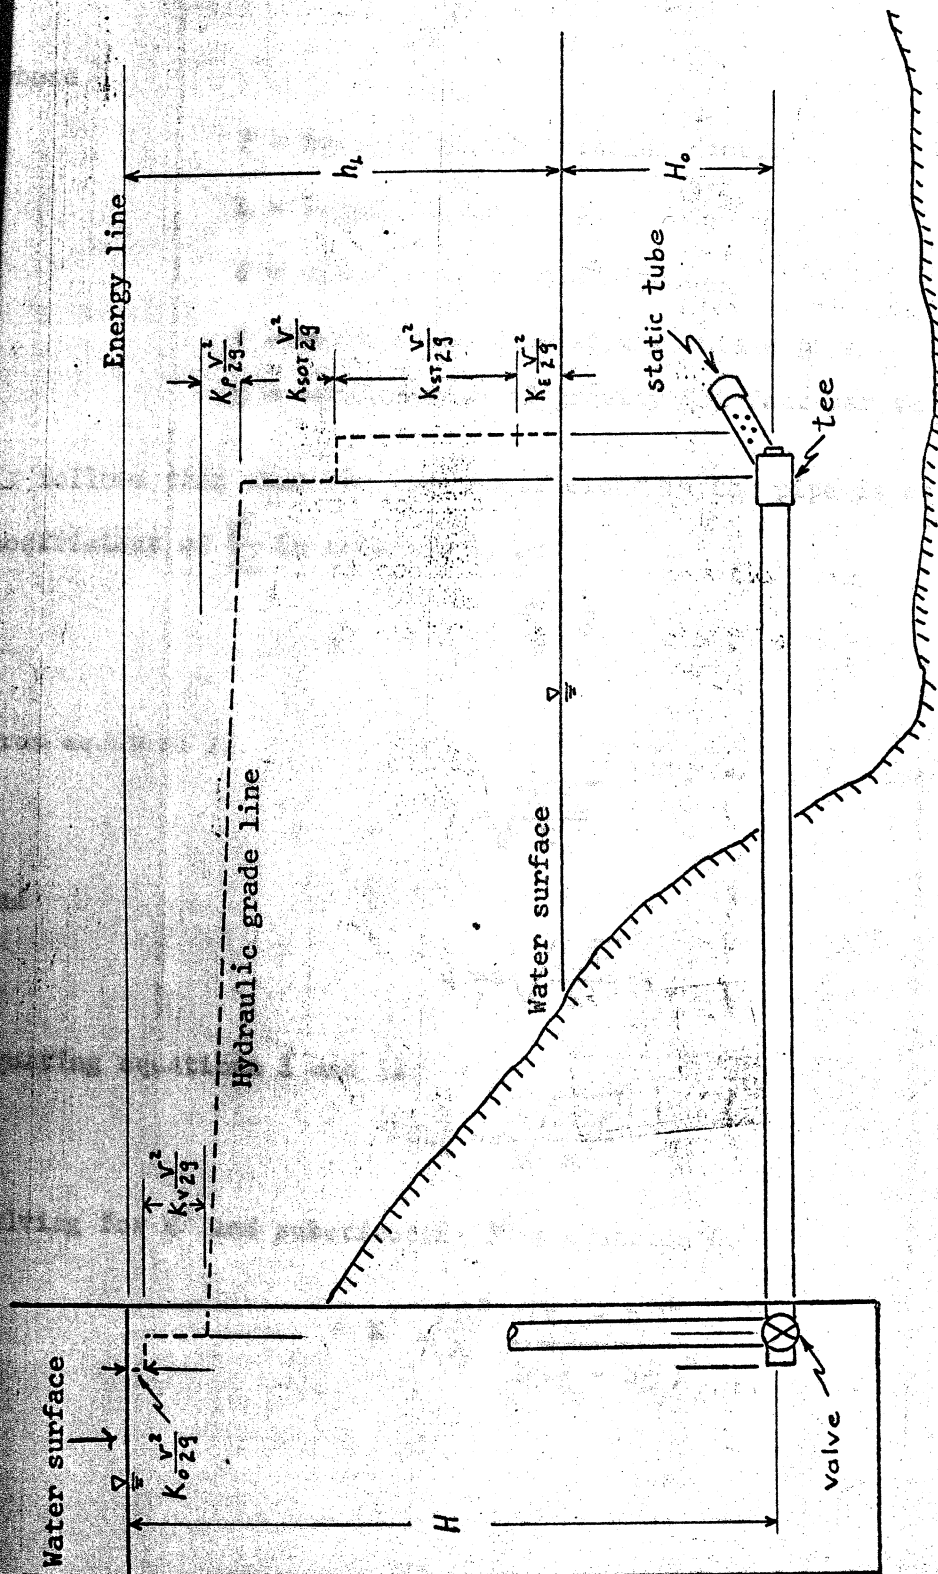 Energy line
h_L
H_o
K_P V²/2g
K_SOT V²/2g
K_ST V²/2g
K_E V²/2g
static tube
tee
Hydraulic grade line
Water surface
K_V V²/2g
Water surface
K_o V²/2g
H
valve